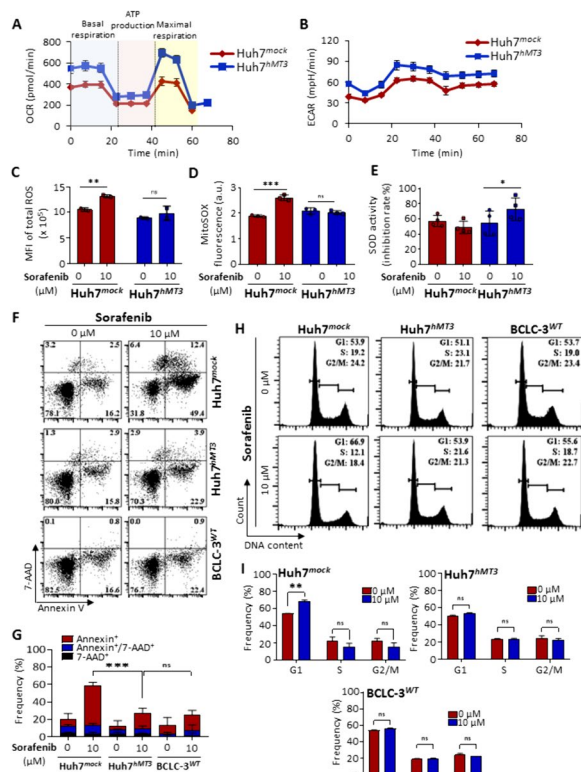 A
Basal respiration
ATP production
Maximal respiration
OCR (pmol/min)
1000
800
600
400
200
0
0 20 40 60 80
Time (min)
Huh7mock
Huh7hMT3
B
ECAR (mpH/min)
120
90
60
30
0
0 20 40 60 80
Time (min)
Huh7mock
Huh7hMT3
C
MFI of total ROS
(x 10⁵)
20
15
10
5
0
**
ns
Sorafenib
(μM)
0 10 0 10
Huh7mock Huh7hMT3
D
MitoSOX
fluorescence (a.u.)
4
3
2
1
0
***
ns
0 10 0 10
Huh7mock Huh7hMT3
E
SOD activity
(inhibition rate%)
100
80
60
40
20
0
*
0 10 0 10
Huh7mock Huh7hMT3
F
Sorafenib
0 μM 10 μM
3.2 2.5 6.4 12.4
78.1 16.2 31.8 49.4
Huh7mock
1.3 2.9 2.9 3.9
80.0 15.8 70.3 22.9
Huh7hMT3
0.1 0.8 0.0 0.9
82.5 16.6 76.7 22.4
BCLC-3WT
7-AAD
Annexin V
G
Annexin⁺
Annexin⁺/7-AAD⁺
7-AAD⁺
Frequency (%)
80
60
40
20
0
***
ns
Sorafenib
(μM)
0 10 0 10 0 10
Huh7mock Huh7hMT3 BCLC-3WT
H
Huh7mock Huh7hMT3 BCLC-3WT
Sorafenib
0 μM
G1: 53.9
S: 19.2
G2/M: 24.2
G1: 51.1
S: 23.1
G2/M: 21.7
G1: 53.7
S: 19.0
G2/M: 23.4
10 μM
G1: 66.9
S: 12.1
G2/M: 18.4
G1: 53.9
S: 21.6
G2/M: 21.3
G1: 55.6
S: 18.7
G2/M: 22.7
Count
DNA content
I
Huh7mock
0 μM
10 μM
Frequency (%)
100
80
60
40
20
0
**
ns
ns
G1 S G2/M
Huh7hMT3
0 μM
10 μM
Frequency (%)
100
80
60
40
20
0
ns
ns
ns
G1 S G2/M
BCLC-3WT
0 μM
10 μM
Frequency (%)
100
80
60
40
20
ns
ns
ns